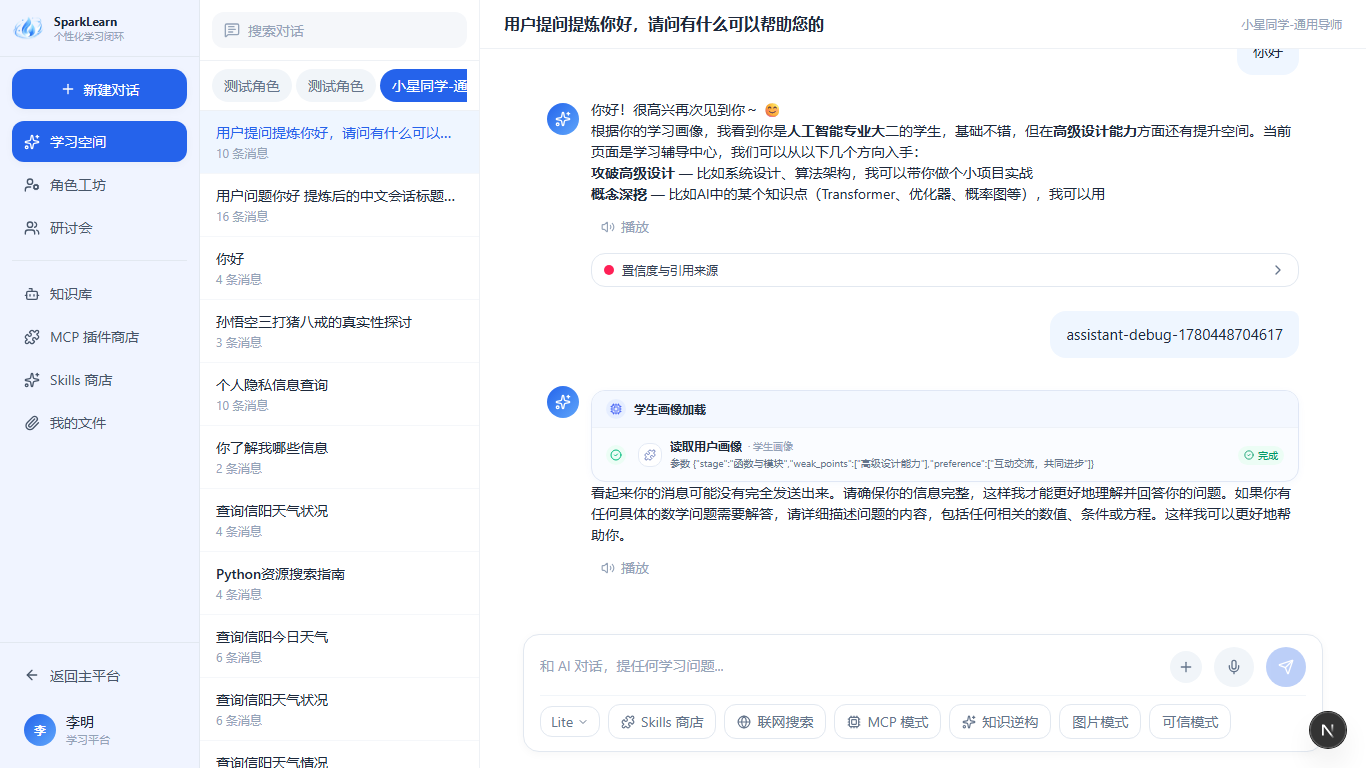 SparkLearn
个性化学习闭环
新建对话
学习空间
角色工坊
研讨会
知识库
MCP 插件商店
Skills 商店
我的文件
返回主平台
李
李明
学习平台
搜索对话
测试角色
测试角色
小星同学-通
用户提问提炼你好，请问有什么可以...
10 条消息
用户问题你好 提炼后的中文会话标题...
16 条消息
你好
4 条消息
孙悟空三打猪八戒的真实性探讨
3 条消息
个人隐私信息查询
10 条消息
你了解我哪些信息
2 条消息
查询信阳天气状况
4 条消息
Python资源搜索指南
4 条消息
查询信阳今日天气
6 条消息
查询信阳天气状况
6 条消息
查询信阳天气情况
用户提问提炼你好，请问有什么可以帮助您的
小星同学-通用导师
你好
你好！很高兴再次见到你～ 😊
根据你的学习画像，我看到你是人工智能专业大二的学生，基础不错，但在高级设计能力方面还有提升空间。当前
页面是学习辅导中心，我们可以从以下几个方向入手：
攻破高级设计 — 比如系统设计、算法架构，我可以带你做个小项目实战
概念深挖 — 比如AI中的某个知识点（Transformer、优化器、概率图等），我可以用
播放
置信度与引用来源
assistant-debug-1780448704617
学生画像加载
读取用户画像 · 学生画像
参数 {"stage":"函数与模块","weak_points":["高级设计能力"],"preference":["互动交流，共同进步"]}
完成
看起来你的消息可能没有完全发送出来。请确保你的信息完整，这样我才能更好地理解并回答你的问题。如果你有
任何具体的数学问题需要解答，请详细描述问题的内容，包括任何相关的数值、条件或方程。这样我可以更好地帮
助你。
播放
和 AI 对话，提任何学习问题...
Lite
Skills 商店
联网搜索
MCP 模式
知识逆构
图片模式
可信模式
N